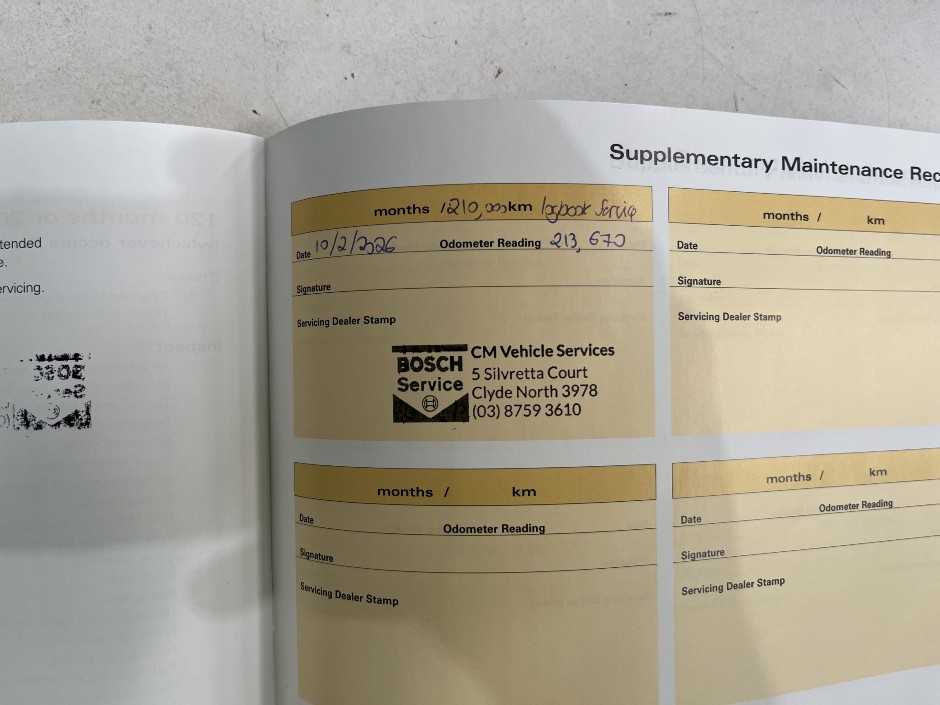 Supplementary Maintenance Rec
tended
e.
ervicing.
months / 210,000 km logbook Service
Date 10/2/2026 Odometer Reading 213,670
Signature
Servicing Dealer Stamp
BOSCH
Service
CM Vehicle Services
5 Silvretta Court
Clyde North 3978
(03) 8759 3610
months / km
Date Odometer Reading
Signature
Servicing Dealer Stamp
months / km
Date Odometer Reading
Signature
Servicing Dealer Stamp
months / km
Date Odometer Reading
Signature
Servicing Dealer Stamp